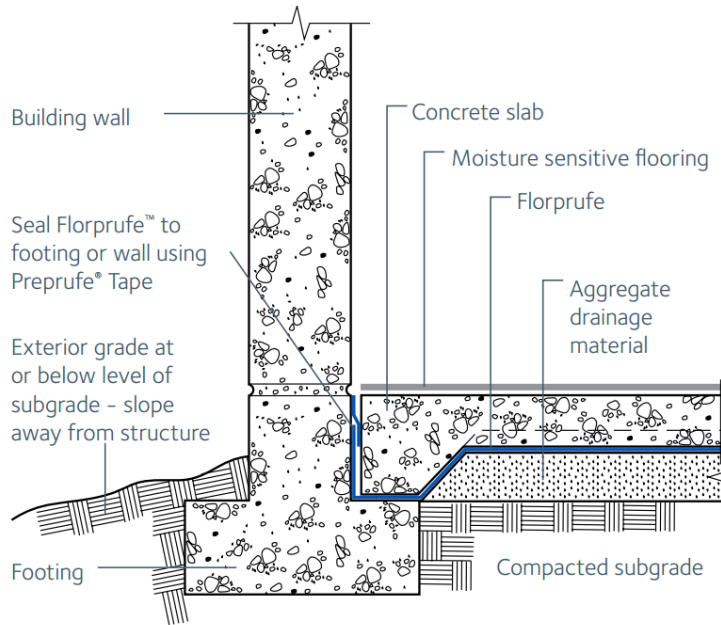 Building wall
Concrete slab
Moisture sensitive flooring
Florprufe
Seal Florprufe™ to
footing or wall using
Preprufe® Tape
Aggregate
drainage
material
Exterior grade at
or below level of
subgrade – slope
away from structure
Footing
Compacted subgrade